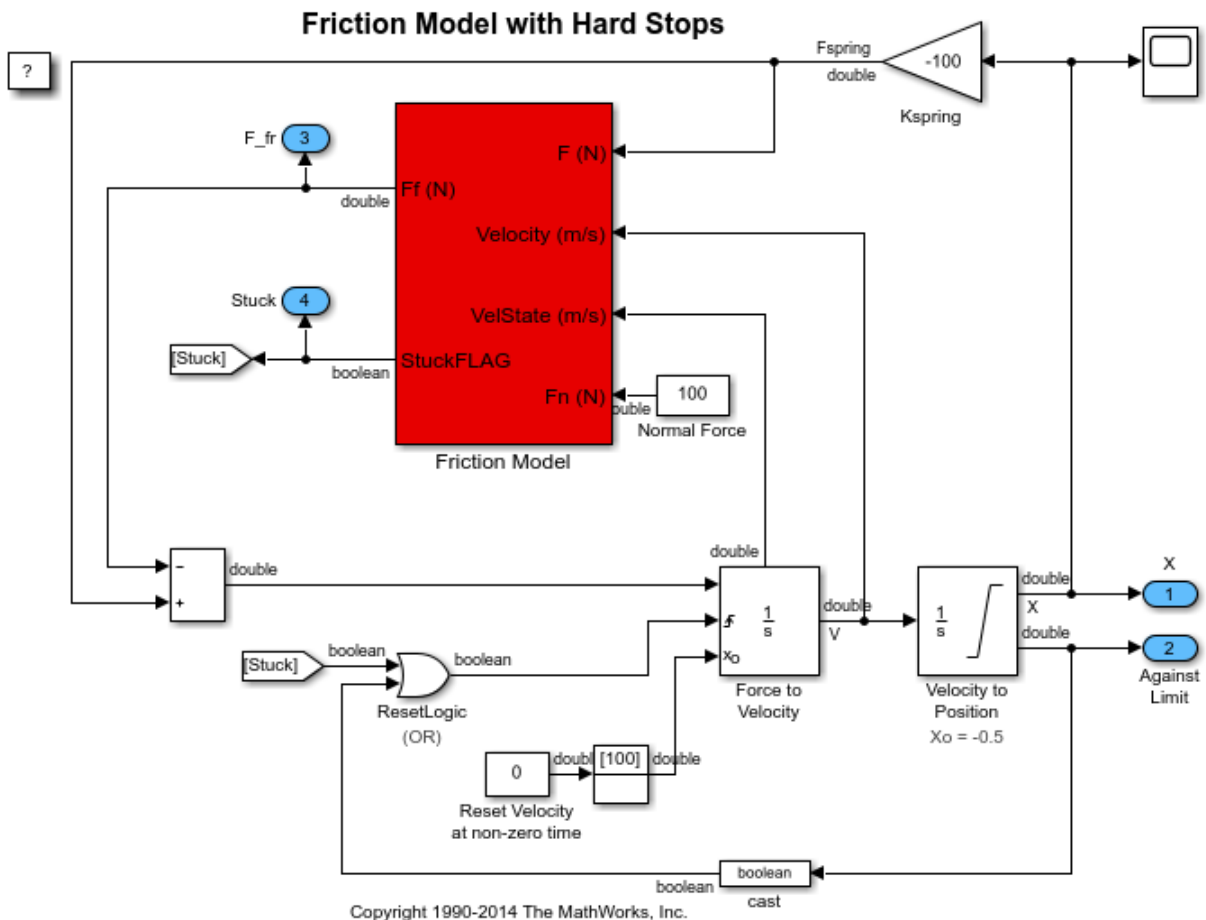 Friction Model with Hard Stops
?
Fspring
double
-100
Kspring
F_fr
3
F (N)
Ff (N)
double
Velocity (m/s)
Stuck
4
VelState (m/s)
[Stuck]
StuckFLAG
boolean
Fn (N)
ouble
100
Normal Force
Friction Model
−
+
double
double
1
s
xo
double
V
Force to
Velocity
1
s
double
X
double
Velocity to
Position
Xo = -0.5
X
1
2
Against
Limit
[Stuck]
boolean
boolean
ResetLogic
(OR)
0
doubl
[100]
double
Reset Velocity
at non-zero time
boolean
boolean
cast
Copyright 1990-2014 The MathWorks, Inc.